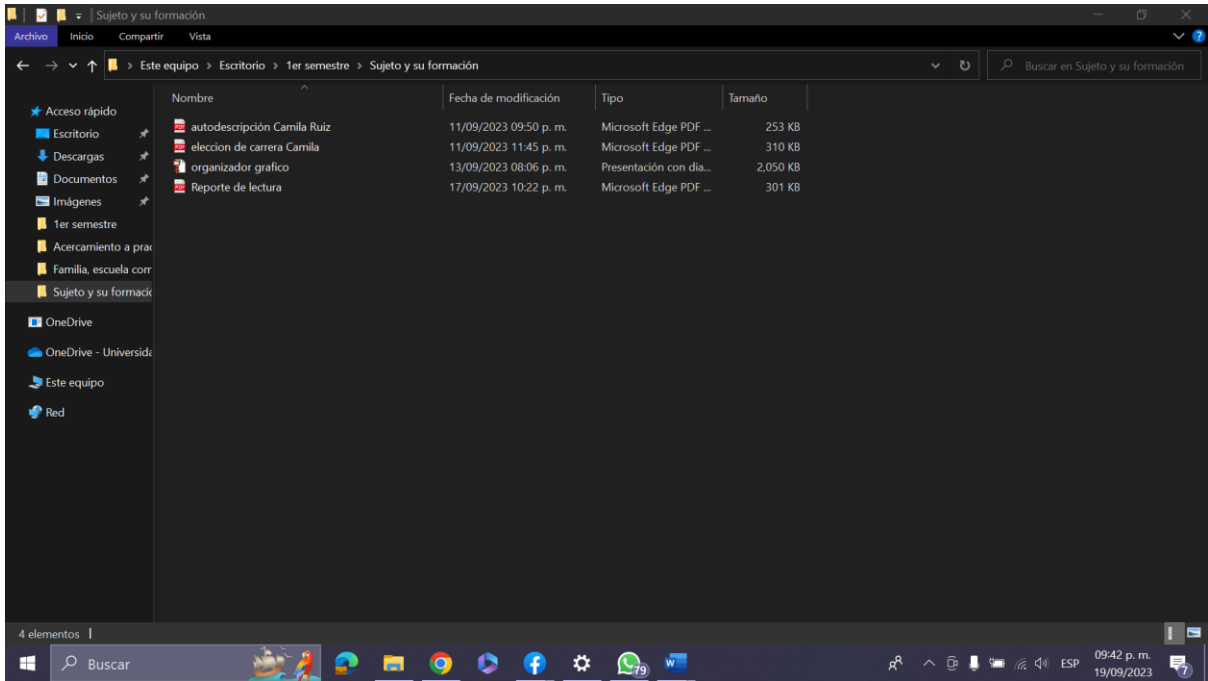 Sujeto y su formación
Archivo Inicio Compartir Vista
Este equipo > Escritorio > 1er semestre > Sujeto y su formación
Buscar en Sujeto y su formación
Nombre Fecha de modificación Tipo Tamaño
autodescripción Camila Ruiz 11/09/2023 09:50 p. m. Microsoft Edge PDF ... 253 KB
eleccion de carrera Camila 11/09/2023 11:45 p. m. Microsoft Edge PDF ... 310 KB
organizador grafico 13/09/2023 08:06 p. m. Presentación con dia... 2,050 KB
Reporte de lectura 17/09/2023 10:22 p. m. Microsoft Edge PDF ... 301 KB
Acceso rápido
Escritorio
Descargas
Documentos
Imágenes
1er semestre
Acercamiento a prac
Familia, escuela com
Sujeto y su formació
OneDrive
OneDrive - Universida
Este equipo
Red
4 elementos
Buscar
79
ESP
09:42 p. m.
19/09/2023
7